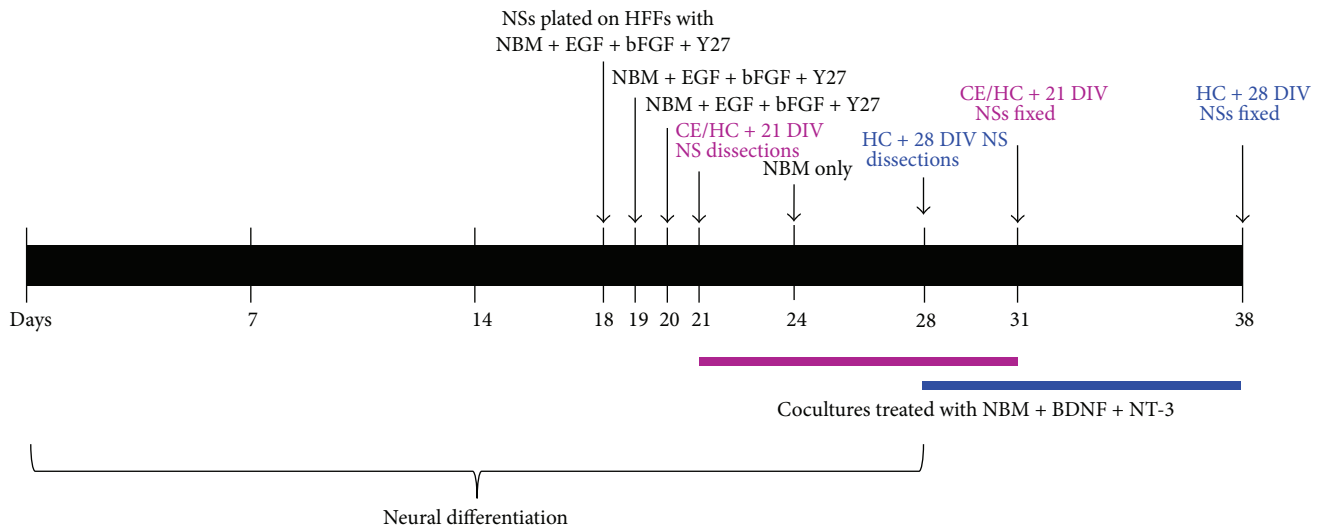 NSs plated on HFFs with
NBM + EGF + bFGF + Y27
NBM + EGF + bFGF + Y27
NBM + EGF + bFGF + Y27
CE/HC + 21 DIV
NS dissections
NBM only
HC + 28 DIV NS
dissections
CE/HC + 21 DIV
NSs fixed
HC + 28 DIV
NSs fixed
Days 7 14 18 19 20 21 24 28 31 38
Cocultures treated with NBM + BDNF + NT-3
Neural differentiation